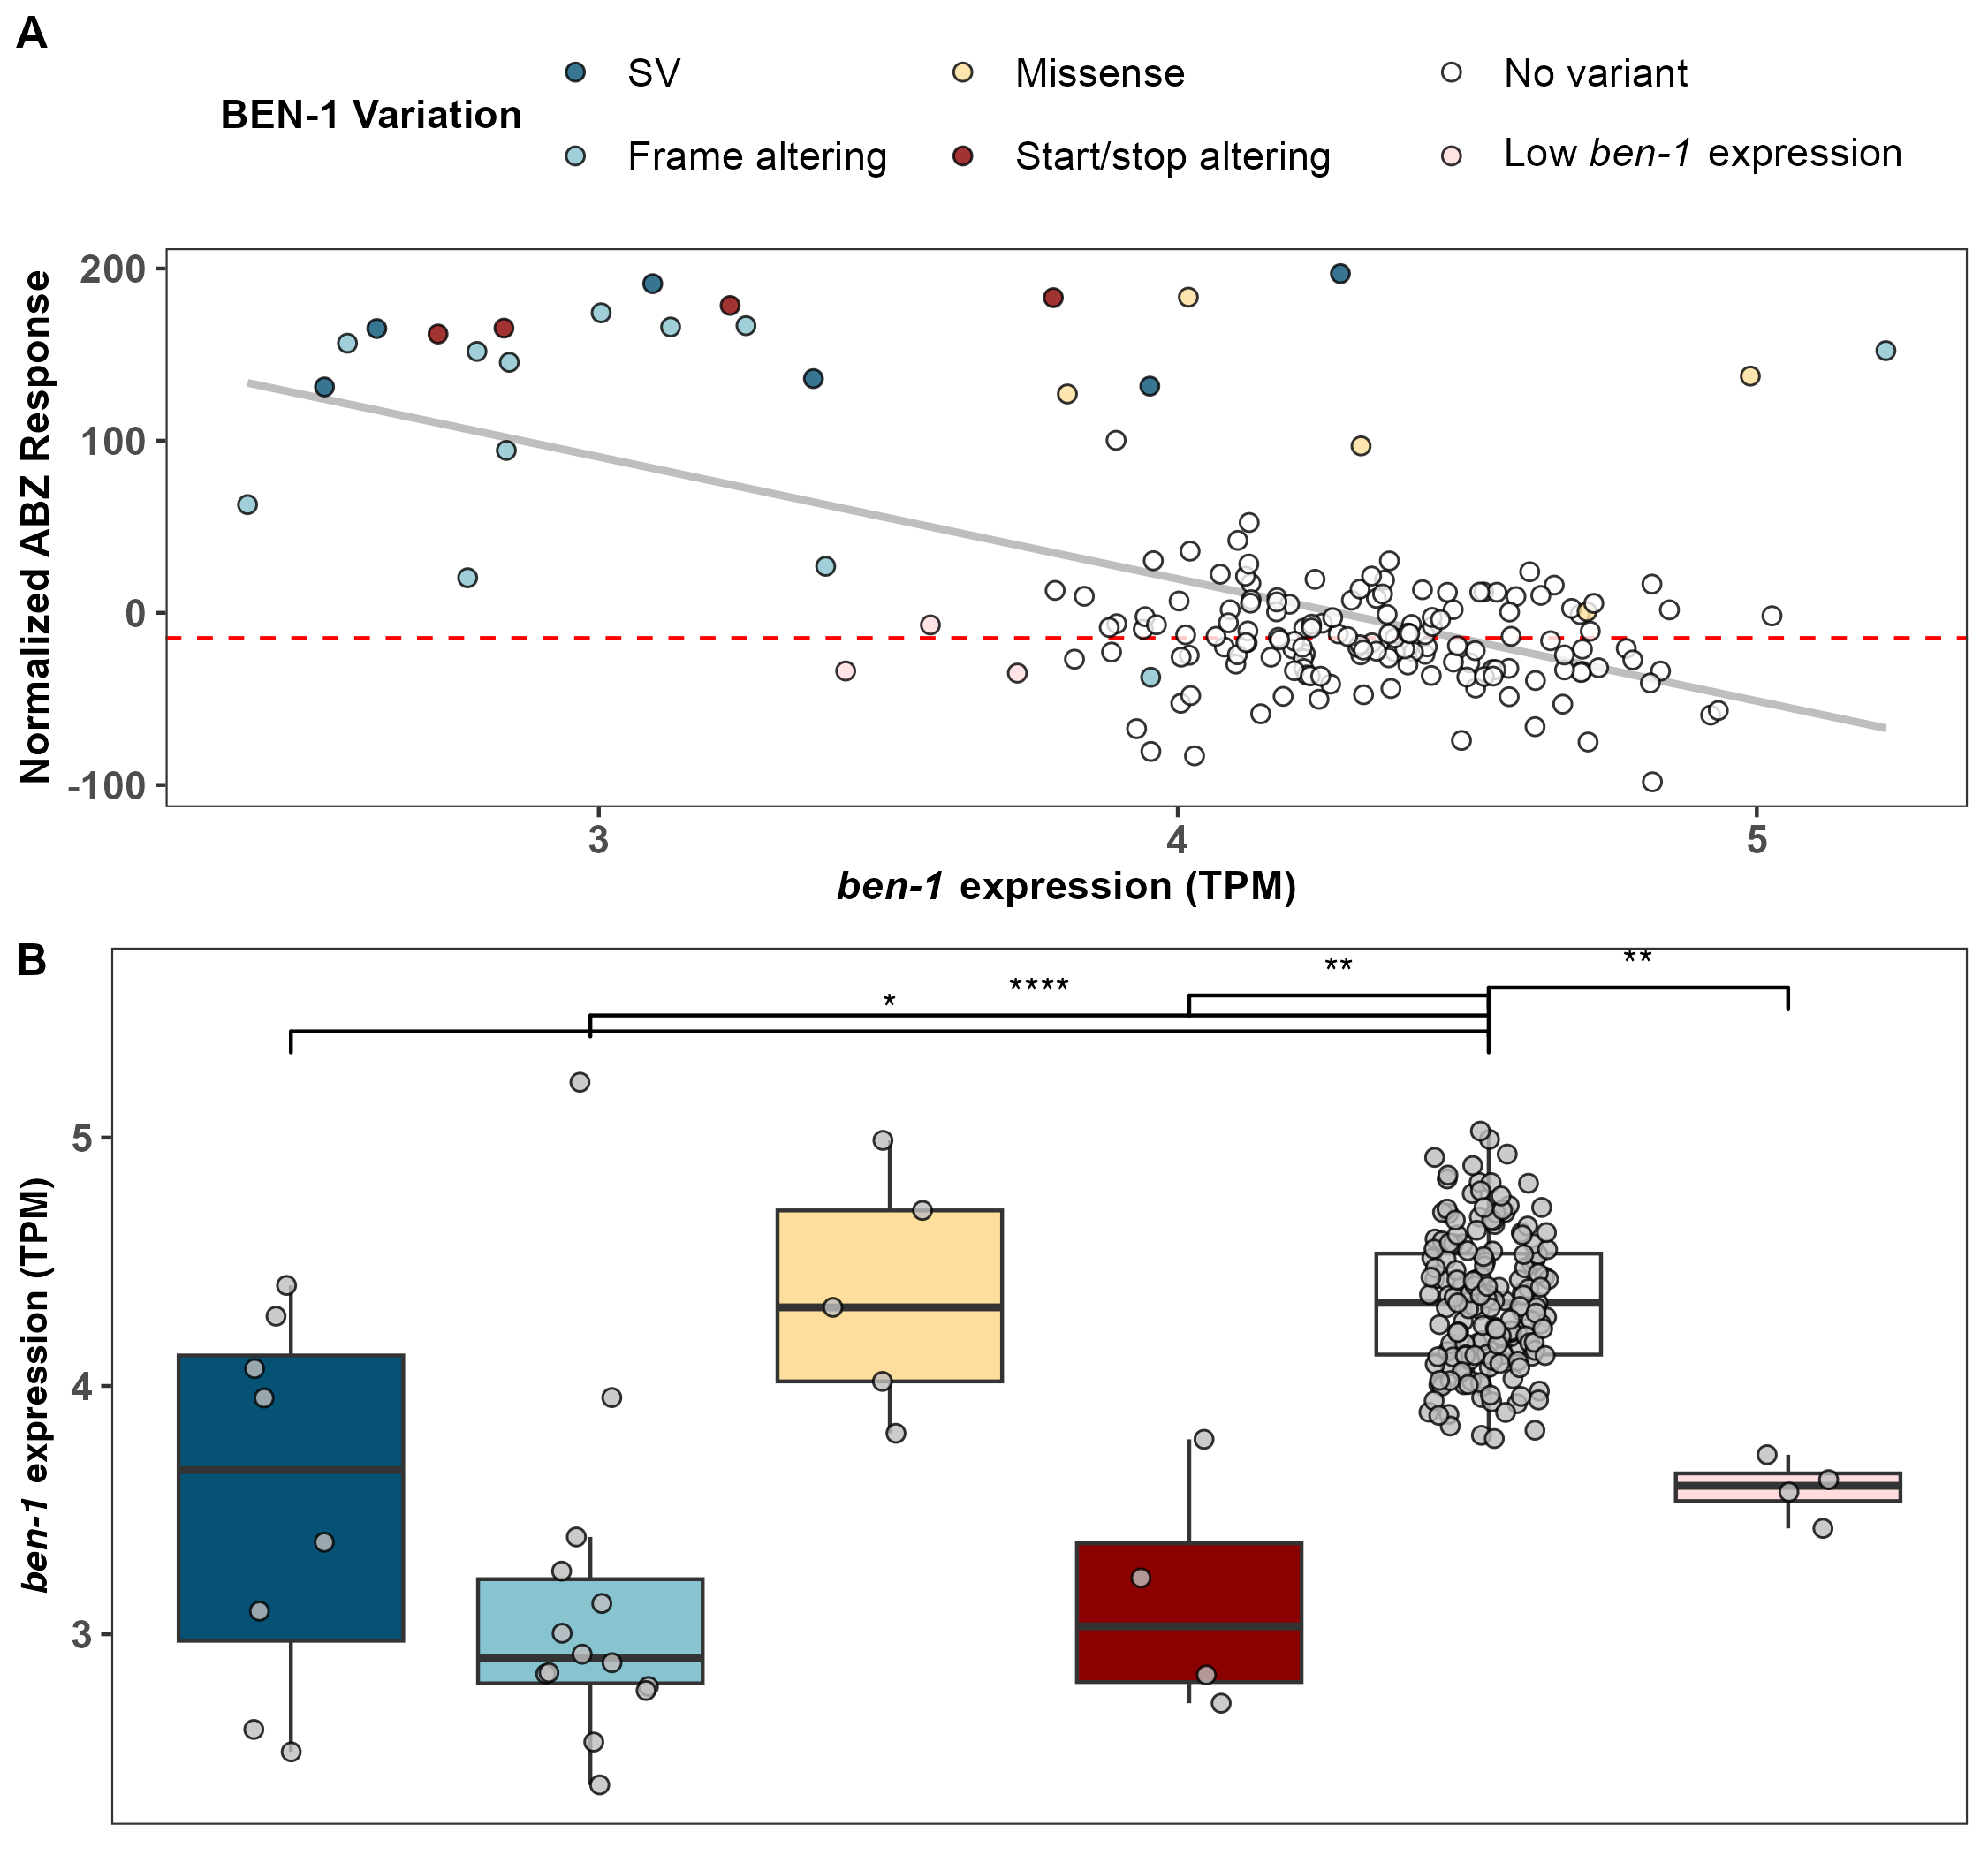 A
SV
Missense
No variant
BEN-1 Variation
Frame altering
Start/stop altering
Low ben-1 expression
Normalized ABZ Response
200
100
0
-100
3
4
5
ben-1 expression (TPM)
B
**
**
****
*
ben-1 expression (TPM)
5
4
3